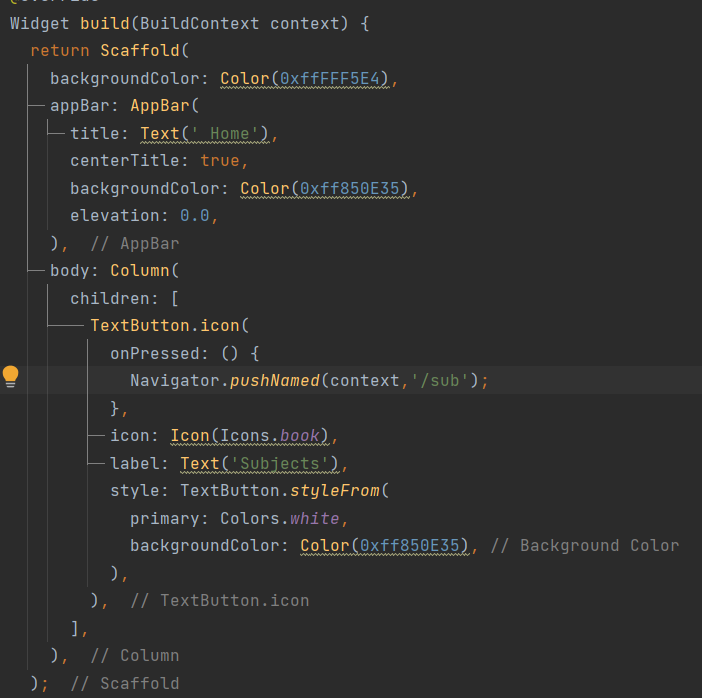 Widget build(BuildContext context) {
return Scaffold(
backgroundColor: Color(0xffFFF5E4),
appBar: AppBar(
title: Text(' Home'),
centerTitle: true,
backgroundColor: Color(0xff850E35),
elevation: 0.0,
), // AppBar
body: Column(
children: [
TextButton.icon(
onPressed: () {
Navigator.pushNamed(context,'/sub');
},
icon: Icon(Icons.book),
label: Text('Subjects'),
style: TextButton.styleFrom(
primary: Colors.white,
backgroundColor: Color(0xff850E35), // Background Color
),
), // TextButton.icon
],
), // Column
); // Scaffold